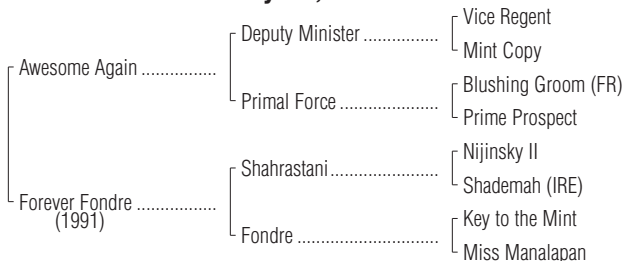 Vice Regent
Deputy Minister ................
Mint Copy
Awesome Again ................
Blushing Groom (FR)
Primal Force .....................
Prime Prospect
Nijinsky II
Shahrastani.......................
Shademah (IRE)
Forever Fondre .................
(1991)
Key to the Mint
Fondre ..............................
Miss Manalapan